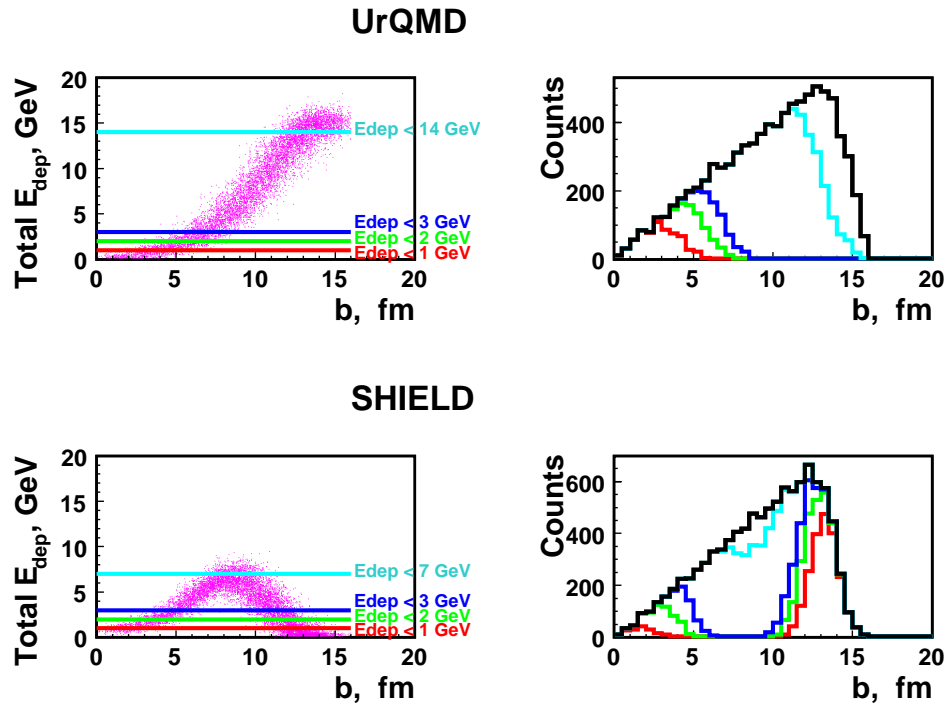 UrQMD
Total E_dep, GeV
20
15
10
5
0
Edep < 14 GeV
Edep < 3 GeV
Edep < 2 GeV
Edep < 1 GeV
0 5 10 15 20
b, fm
Counts
400
200
0
0 5 10 15 20
b, fm
SHIELD
Total E_dep, GeV
20
15
10
5
0
Edep < 7 GeV
Edep < 3 GeV
Edep < 2 GeV
Edep < 1 GeV
0 5 10 15 20
b, fm
Counts
600
400
200
0
0 5 10 15 20
b, fm